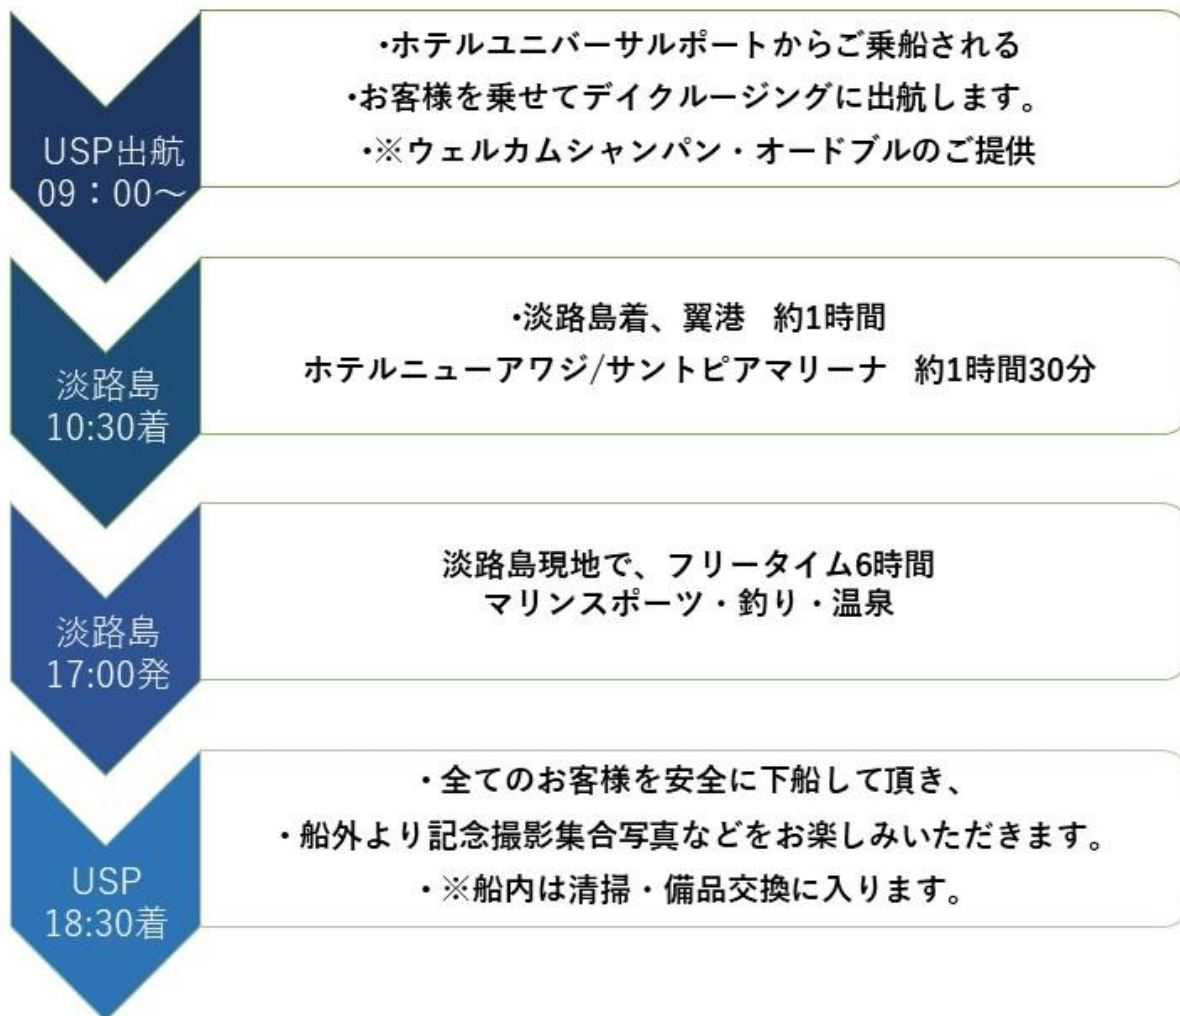 USP出航
09：00～
・ホテルユニバーサルポートからご乗船される
・お客様を乗せてデイクルージングに出航します。
・※ウェルカムシャンパン・オードブルのご提供
淡路島
10:30着
・淡路島着、翼港 約1時間
ホテルニューアワジ/サントピアマリーナ 約1時間30分
淡路島
17:00発
淡路島現地で、フリータイム6時間
マリンスポーツ・釣り・温泉
USP
18:30着
・全てのお客様を安全に下船して頂き、
・船外より記念撮影集合写真などをお楽しみいただきます。
・※船内は清掃・備品交換に入ります。